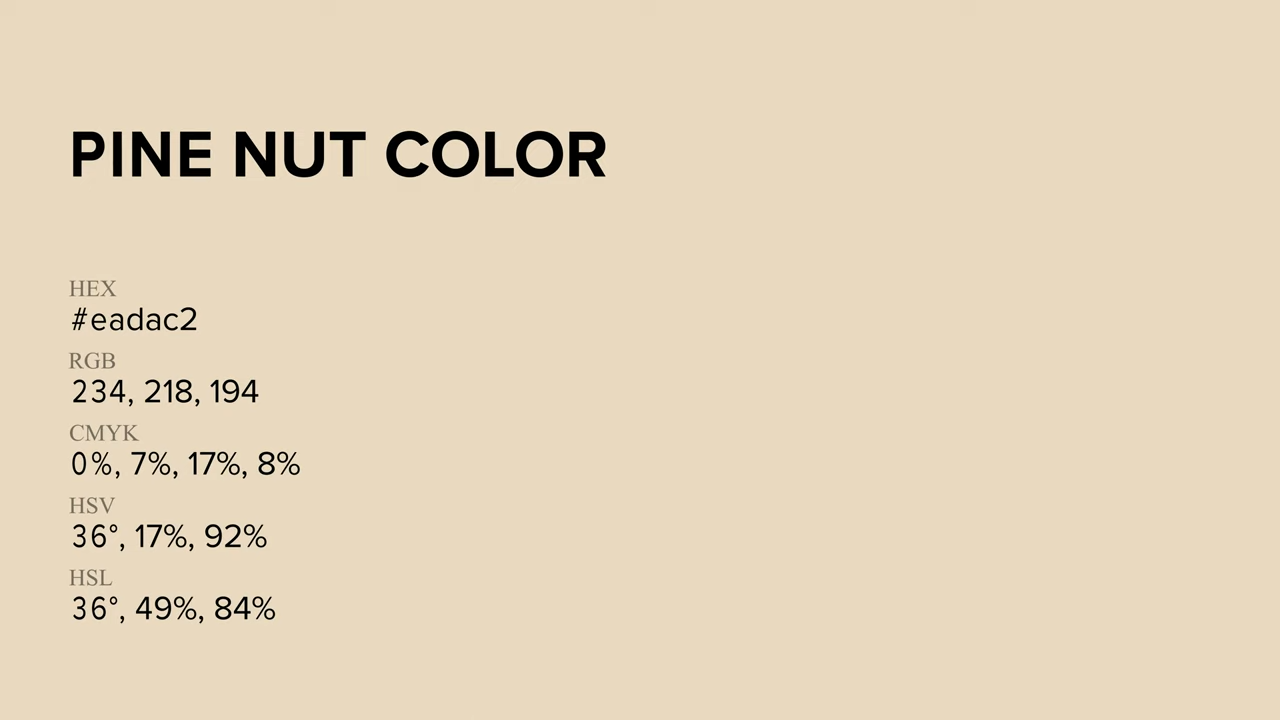 PINE NUT COLOR
HEX
#eadac2
RGB
234, 218, 194
CMYK
0%, 7%, 17%, 8%
HSV
36°, 17%, 92%
HSL
36°, 49%, 84%